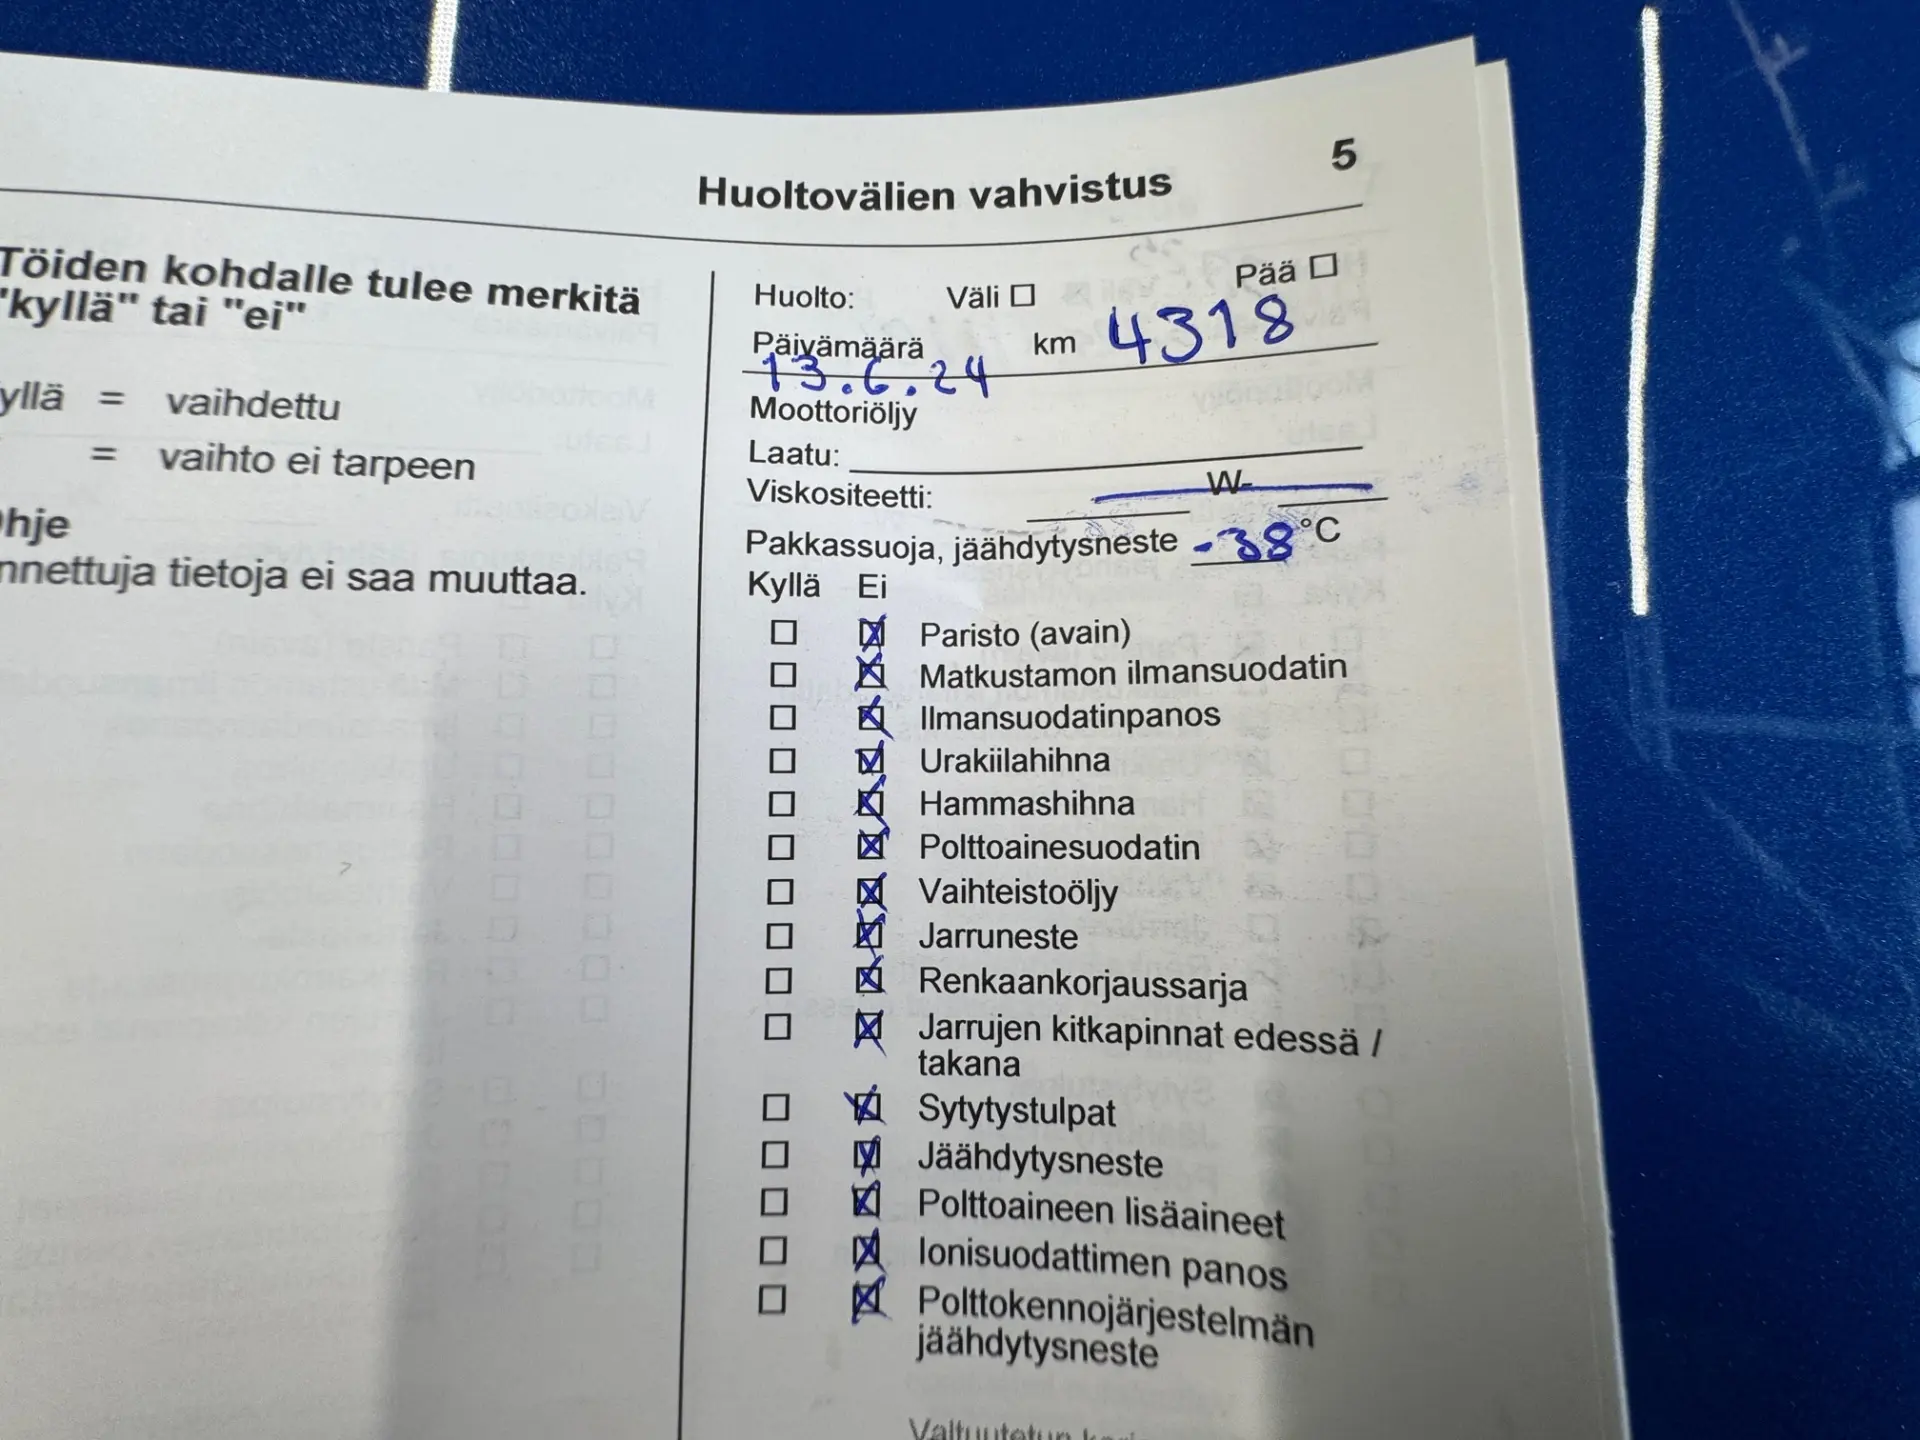 5
Huoltovälien vahvistus
Töiden kohdalle tulee merkitä
"kyllä" tai "ei"
yllä = vaihdettu
= vaihto ei tarpeen
hje
nnettuja tietoja ei saa muuttaa.
Huolto: Väli ☐ Pää ☐
Päivämäärä km 4318
13.6.24
Moottoriöljy
Laatu:
Viskositeetti: W-
Pakkassuoja, jäähdytysneste -38 °C
Kyllä Ei
☐ ☒ Paristo (avain)
☐ ☒ Matkustamon ilmansuodatin
☐ ☒ Ilmansuodatinpanos
☐ ☒ Urakiilahihna
☐ ☒ Hammashihna
☐ ☒ Polttoainesuodatin
☐ ☒ Vaihteistoöljy
☐ ☒ Jarruneste
☐ ☒ Renkaankorjaussarja
☐ ☒ Jarrujen kitkapinnat edessä /
takana
☐ ☒ Sytytystulpat
☐ ☒ Jäähdytysneste
☐ ☒ Polttoaineen lisäaineet
☐ ☒ Ionisuodattimen panos
☐ ☒ Polttokennojärjestelmän
jäähdytysneste